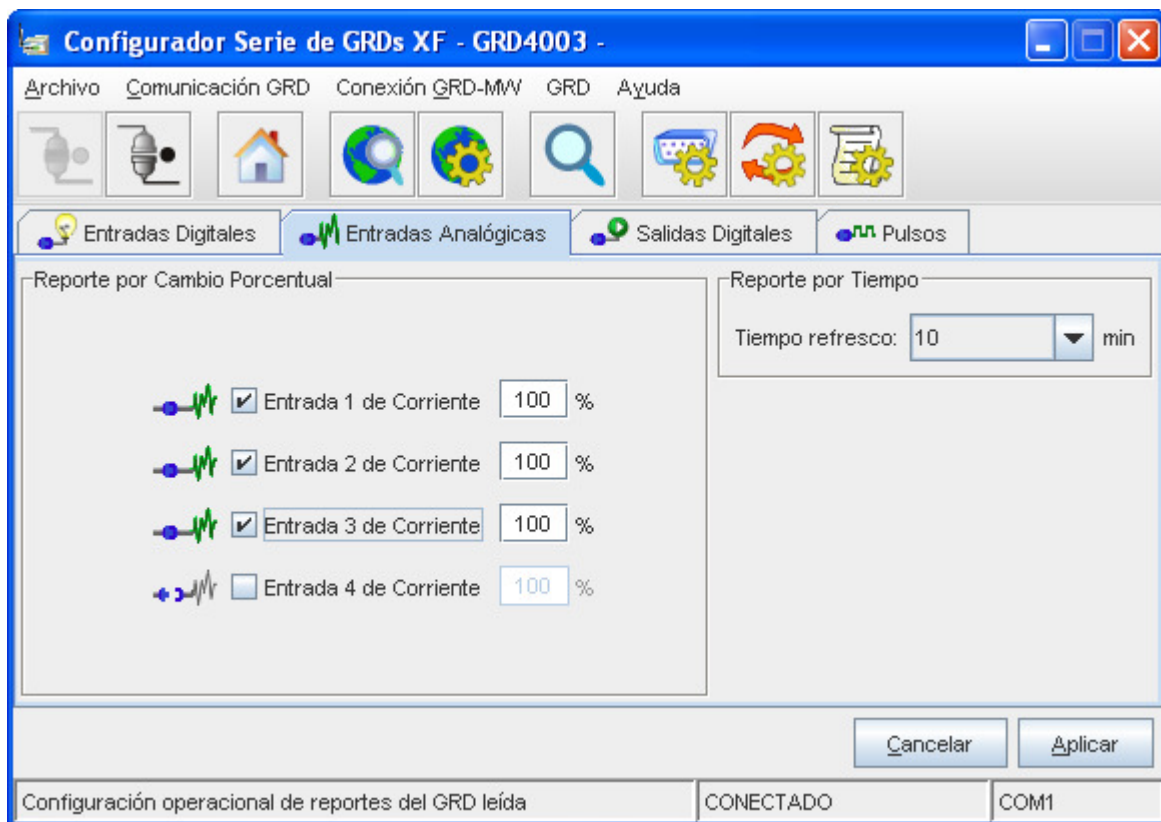 Configurador Serie de GRDs XF - GRD4003 -
Archivo Comunicación GRD Conexión GRD-MW GRD Ayuda
Entradas Digitales Entradas Analógicas Salidas Digitales Pulsos
Reporte por Cambio Porcentual
Entrada 1 de Corriente 100 %
Entrada 2 de Corriente 100 %
Entrada 3 de Corriente 100 %
Entrada 4 de Corriente 100 %
Reporte por Tiempo
Tiempo refresco: 10 min
Cancelar Aplicar
Configuración operacional de reportes del GRD leída CONECTADO COM1